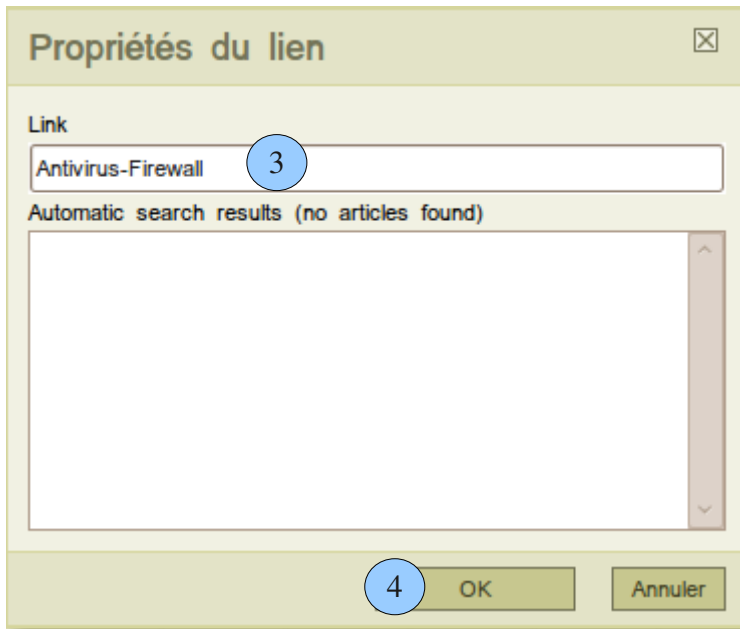 Propriétés du lien
Link
Antivirus-Firewall 3
Automatic search results (no articles found)
4 OK Annuler